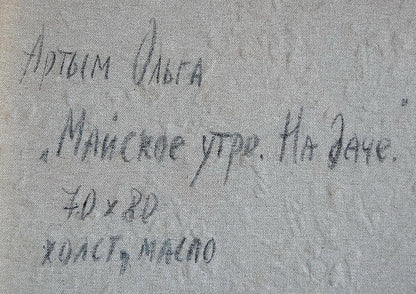 Артым Ольга
„Майское утро. На даче."
70 х 80
холст, масло